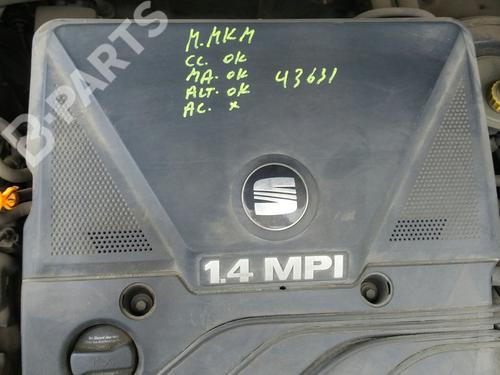 B-PARTS
M.MKM
CC. OK
MA. OK
ALT. OK
AC. x
43631
1.4 MPI